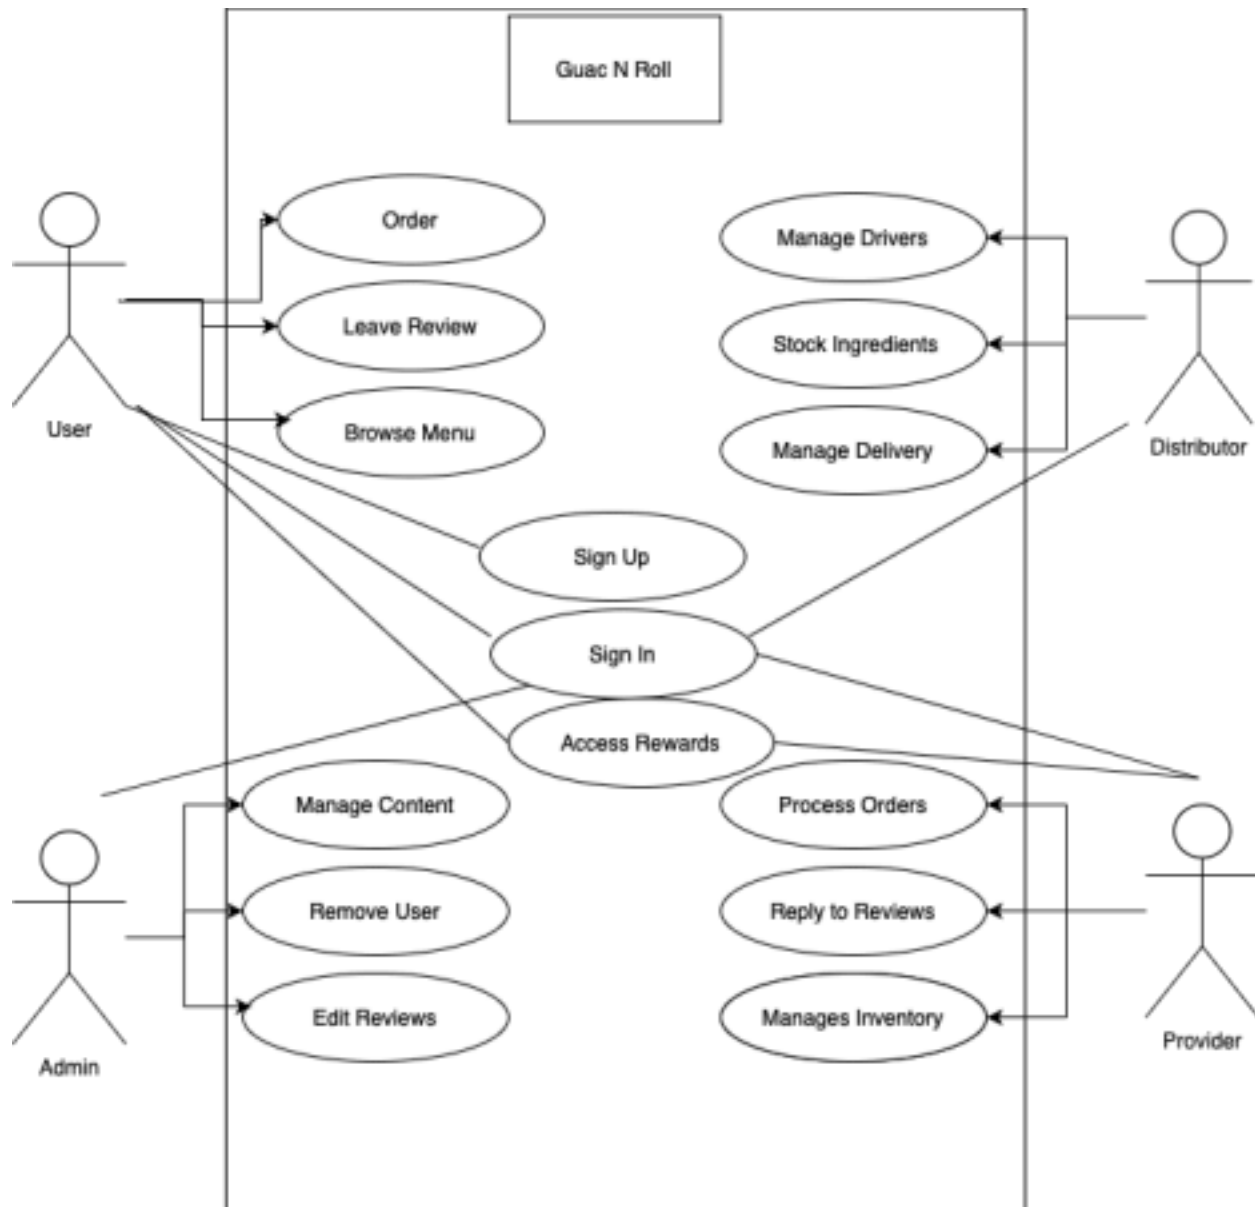 Guac N Roll
Order
Manage Drivers
Leave Review
Stock Ingredients
User
Browse Menu
Manage Delivery
Distributor
Sign Up
Sign In
Access Rewards
Manage Content
Process Orders
Remove User
Reply to Reviews
Edit Reviews
Manages Inventory
Admin
Provider